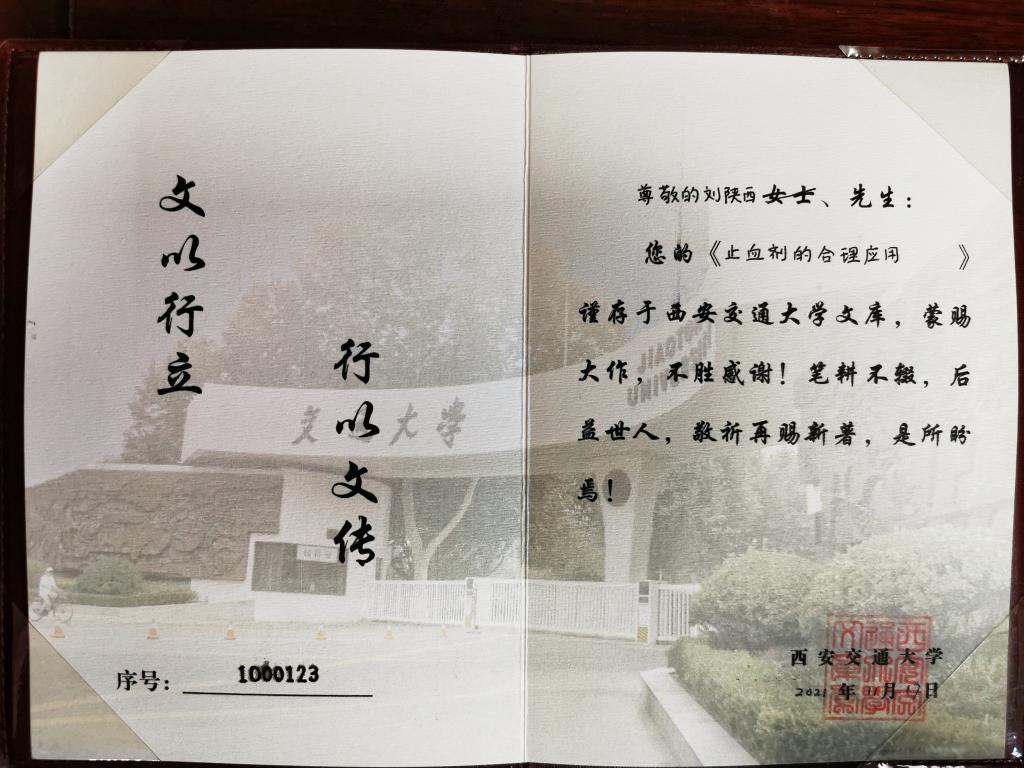 文以行立
行以文传
序号：1000123
尊敬的刘陕西女士、先生：
您的《止血剂的合理应用》
谨存于西安交通大学文库，蒙赐
大作，不胜感谢！笔耕不辍，后
益世人，敬祈再赐新著，是所盼
焉！
西安交通大学
2021年11月17日
交通大学